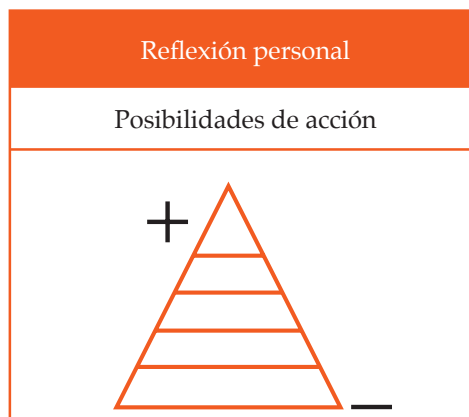 Reflexión personal
Posibilidades de acción
+
−